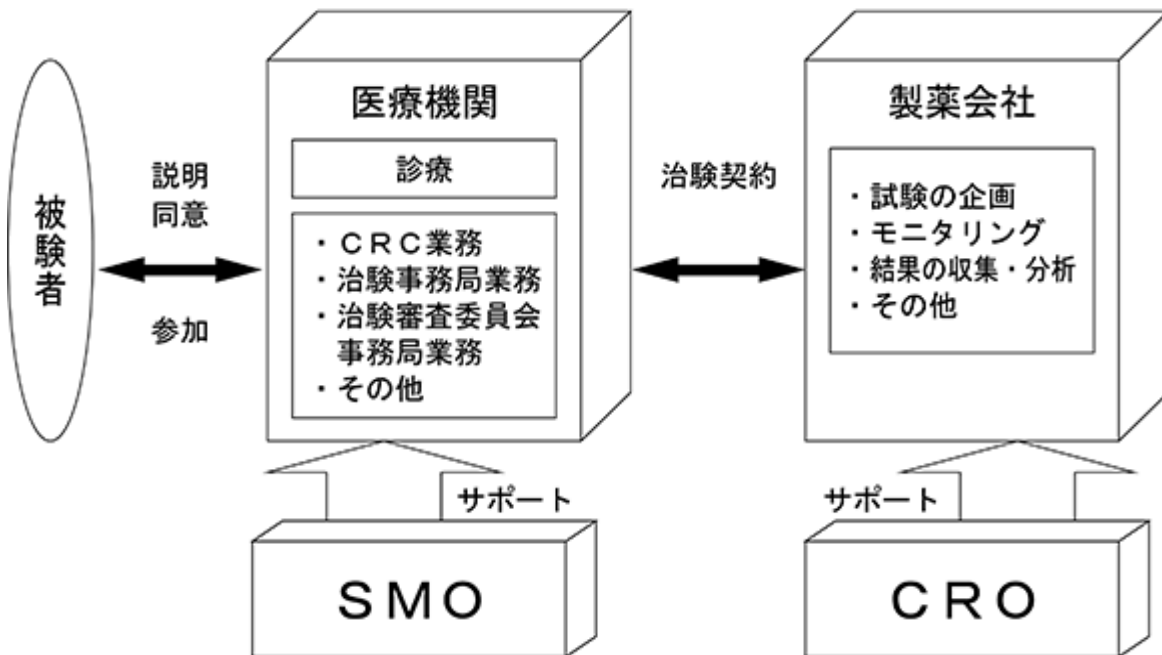 被験者
説明
同意
参加
医療機関
診療
・ＣＲＣ業務
・治験事務局業務
・治験審査委員会
事務局業務
・その他
治験契約
製薬会社
・試験の企画
・モニタリング
・結果の収集・分析
・その他
サポート
ＳＭＯ
サポート
ＣＲＯ